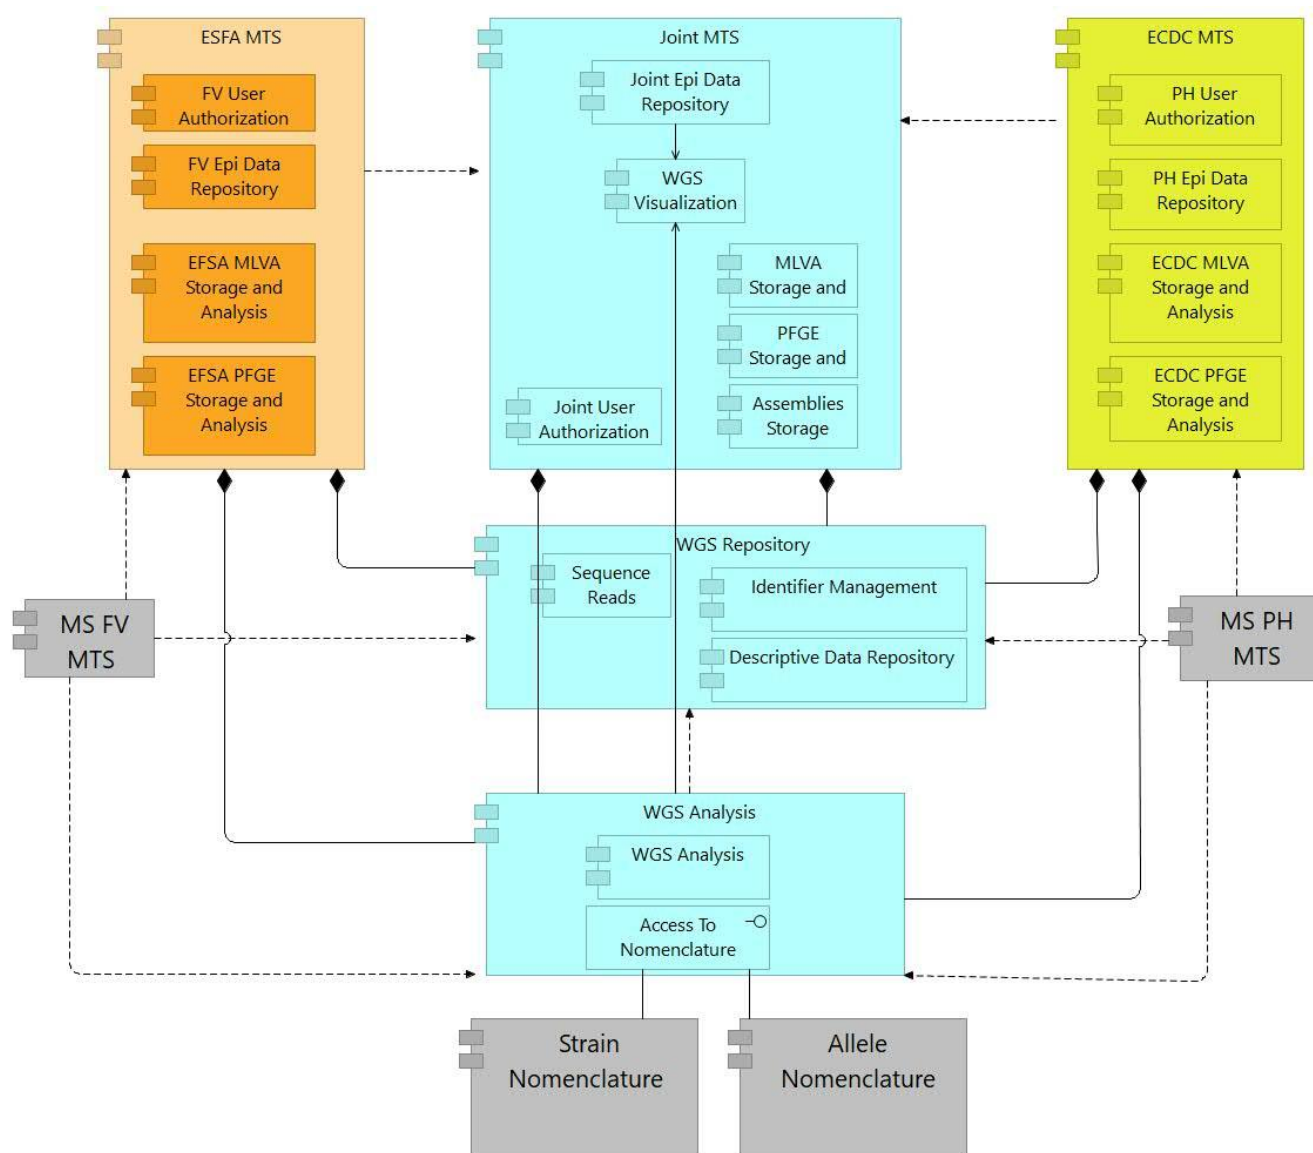 ESFA MTS
FV User
Authorization
FV Epi Data
Repository
EFSA MLVA
Storage and
Analysis
EFSA PFGE
Storage and
Analysis
Joint MTS
Joint Epi Data
Repository
WGS
Visualization
MLVA
Storage and
PFGE
Storage and
Assemblies
Storage
Joint User
Authorization
ECDC MTS
PH User
Authorization
PH Epi Data
Repository
ECDC MLVA
Storage and
Analysis
ECDC PFGE
Storage and
Analysis
WGS Repository
Sequence
Reads
Identifier Management
Descriptive Data Repository
MS FV
MTS
MS PH
MTS
WGS Analysis
WGS Analysis
Access To
Nomenclature
Strain
Nomenclature
Allele
Nomenclature